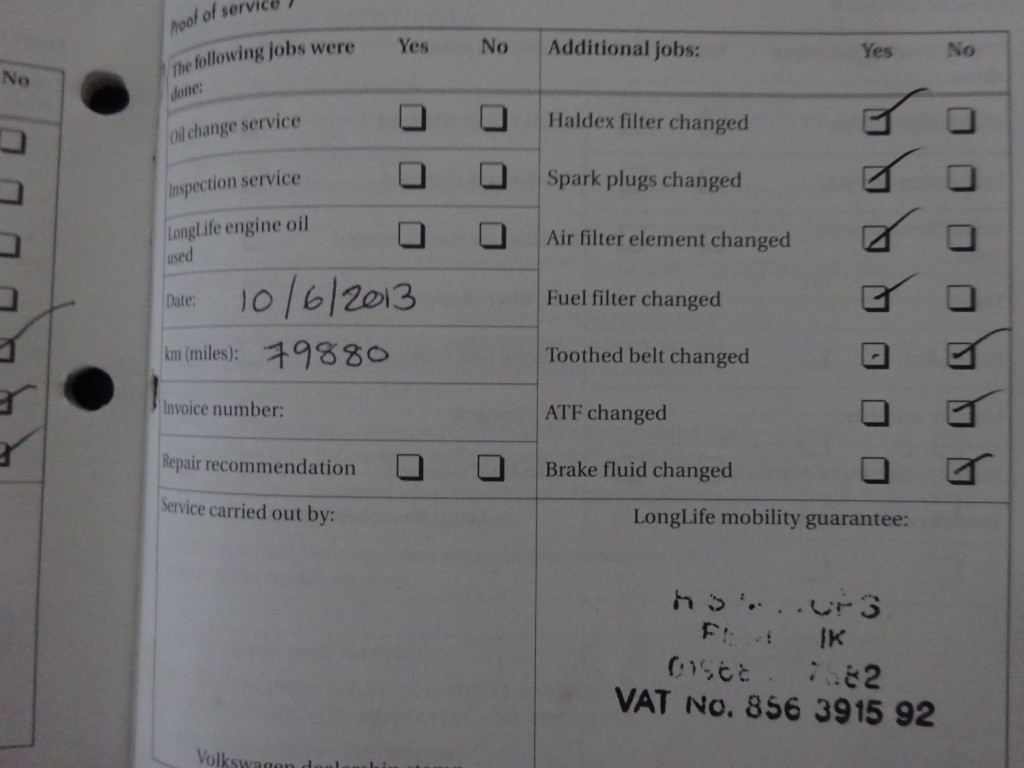 Proof of service
No
The following jobs were done: Yes No
Oil change service
Inspection service
LongLife engine oil used
Date: 10/6/2013
km (miles): 79880
Invoice number:
Repair recommendation
Service carried out by:
Volkswagen dealership stamp
Additional jobs: Yes No
Haldex filter changed
Spark plugs changed
Air filter element changed
Fuel filter changed
Toothed belt changed
ATF changed
Brake fluid changed
LongLife mobility guarantee:
VAT No. 856 3915 92